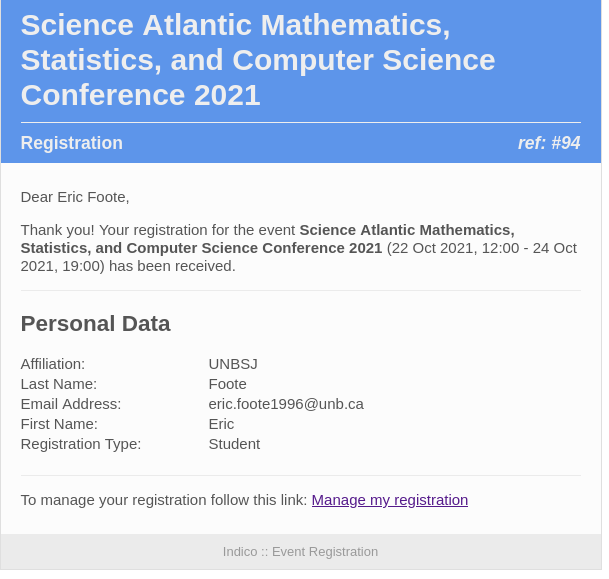 Science Atlantic Mathematics,
Statistics, and Computer Science
Conference 2021
Registration ref: #94
Dear Eric Foote,
Thank you! Your registration for the event Science Atlantic Mathematics,
Statistics, and Computer Science Conference 2021 (22 Oct 2021, 12:00 - 24 Oct
2021, 19:00) has been received.
Personal Data
Affiliation: UNBSJ
Last Name: Foote
Email Address: eric.foote1996@unb.ca
First Name: Eric
Registration Type: Student
To manage your registration follow this link: Manage my registration
Indico :: Event Registration